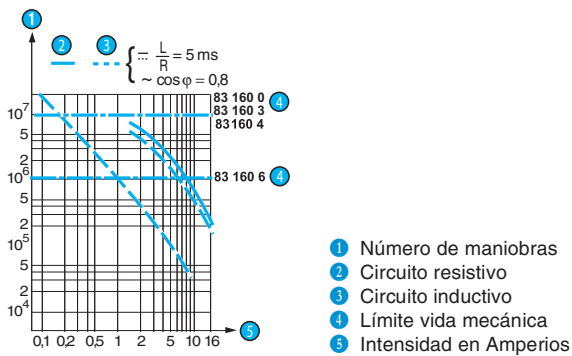 1
2 3
L/R = 5 ms
~ cos φ = 0,8
83 160 0
83 160 3
83160 4
4
10⁷
5
2
10⁶
83 160 6 4
5
2
10⁵
5
2
10⁴
0,1 0,2 0,5 1 2 5 10 16
5
1 Número de maniobras
2 Circuito resistivo
3 Circuito inductivo
4 Límite vida mecánica
5 Intensidad en Amperios